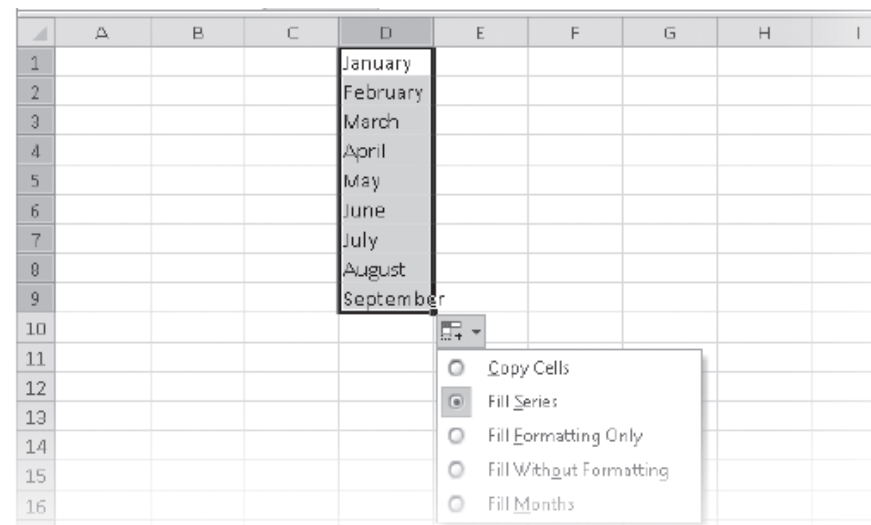 A B C D E F G H I
1 January
2 February
3 March
4 April
5 May
6 June
7 July
8 August
9 September
10
11 Copy Cells
12 Fill Series
13 Fill Formatting Only
14
15 Fill Without Formatting
16 Fill Months